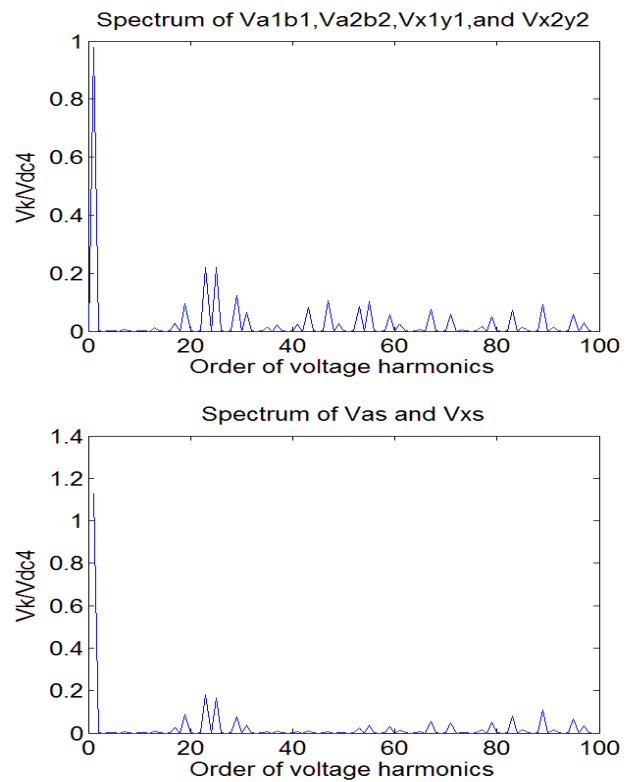 Spectrum of Va1b1,Va2b2,Vx1y1,and Vx2y2
1
0.8
0.6
0.4
0.2
0
Vk/Vdc4
0 20 40 60 80 100
Order of voltage harmonics
Spectrum of Vas and Vxs
1.4
1.2
1
0.8
0.6
0.4
0.2
0
Vk/Vdc4
0 20 40 60 80 100
Order of voltage harmonics